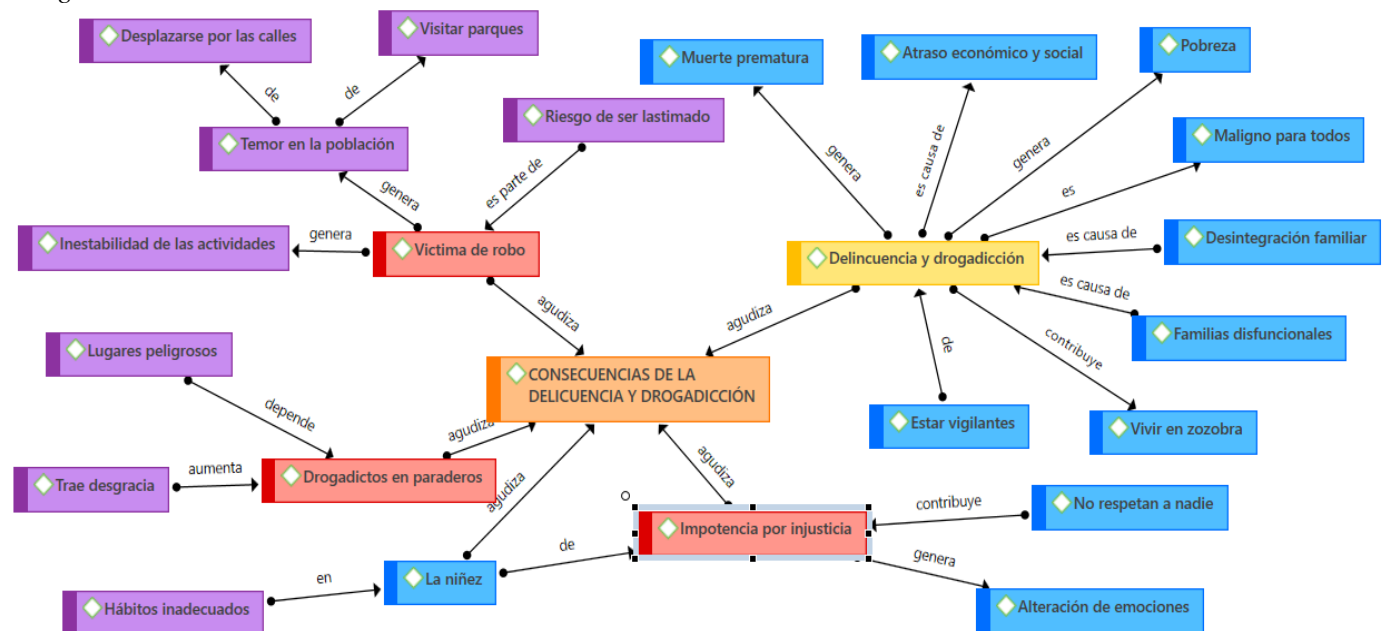 Desplazarse por las calles
Visitar parques
de
de
Temor en la población
Riesgo de ser lastimado
genera
es parte de
Inestabilidad de las actividades
genera
Victima de robo
agudiza
Muerte prematura
Atraso económico y social
Pobreza
Maligno para todos
genera
es causa de
genera
es
Desintegración familiar
es causa de
Delincuencia y drogadicción
es causa de
Familias disfuncionales
agudiza
de
contribuye
Estar vigilantes
Vivir en zozobra
CONSECUENCIAS DE LA
DELICUENCIA Y DROGADICCIÓN
Lugares peligrosos
depende
agudiza
Trae desgracia
aumenta
Drogadictos en paraderos
agudiza
agudiza
Impotencia por injusticia
contribuye
No respetan a nadie
genera
Alteración de emociones
de
La niñez
en
Hábitos inadecuados